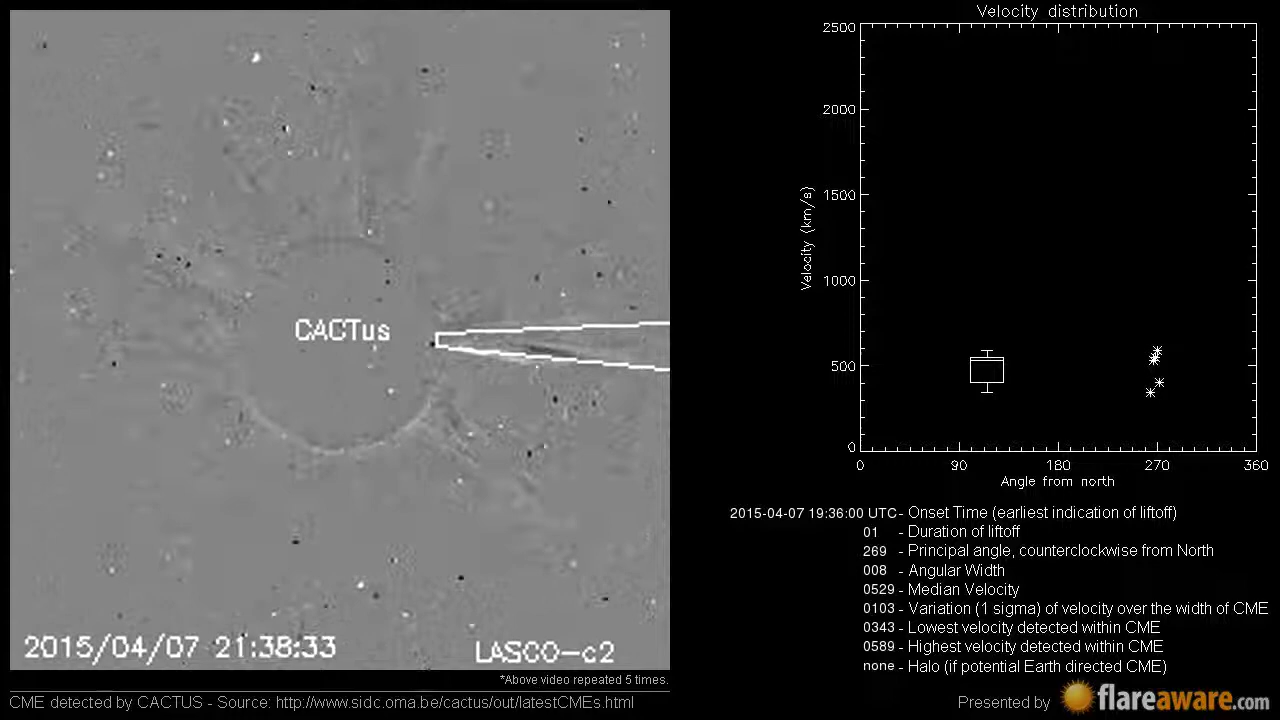 Velocity distribution
2500
2000
1500
1000
500
0
Velocity (km/s)
0 90 180 270 360
Angle from north
CACTus
2015/04/07 21:38:33 LASCO-c2
*Above video repeated 5 times.
CME detected by CACTUS - Source: http://www.sidc.oma.be/cactus/out/latestCMEs.html
2015-04-07 19:36:00 UTC - Onset Time (earliest indication of liftoff)
01 - Duration of liftoff
269 - Principal angle, counterclockwise from North
008 - Angular Width
0529 - Median Velocity
0103 - Variation (1 sigma) of velocity over the width of CME
0343 - Lowest velocity detected within CME
0589 - Highest velocity detected within CME
none - Halo (if potential Earth directed CME)
Presented by flareaware.com